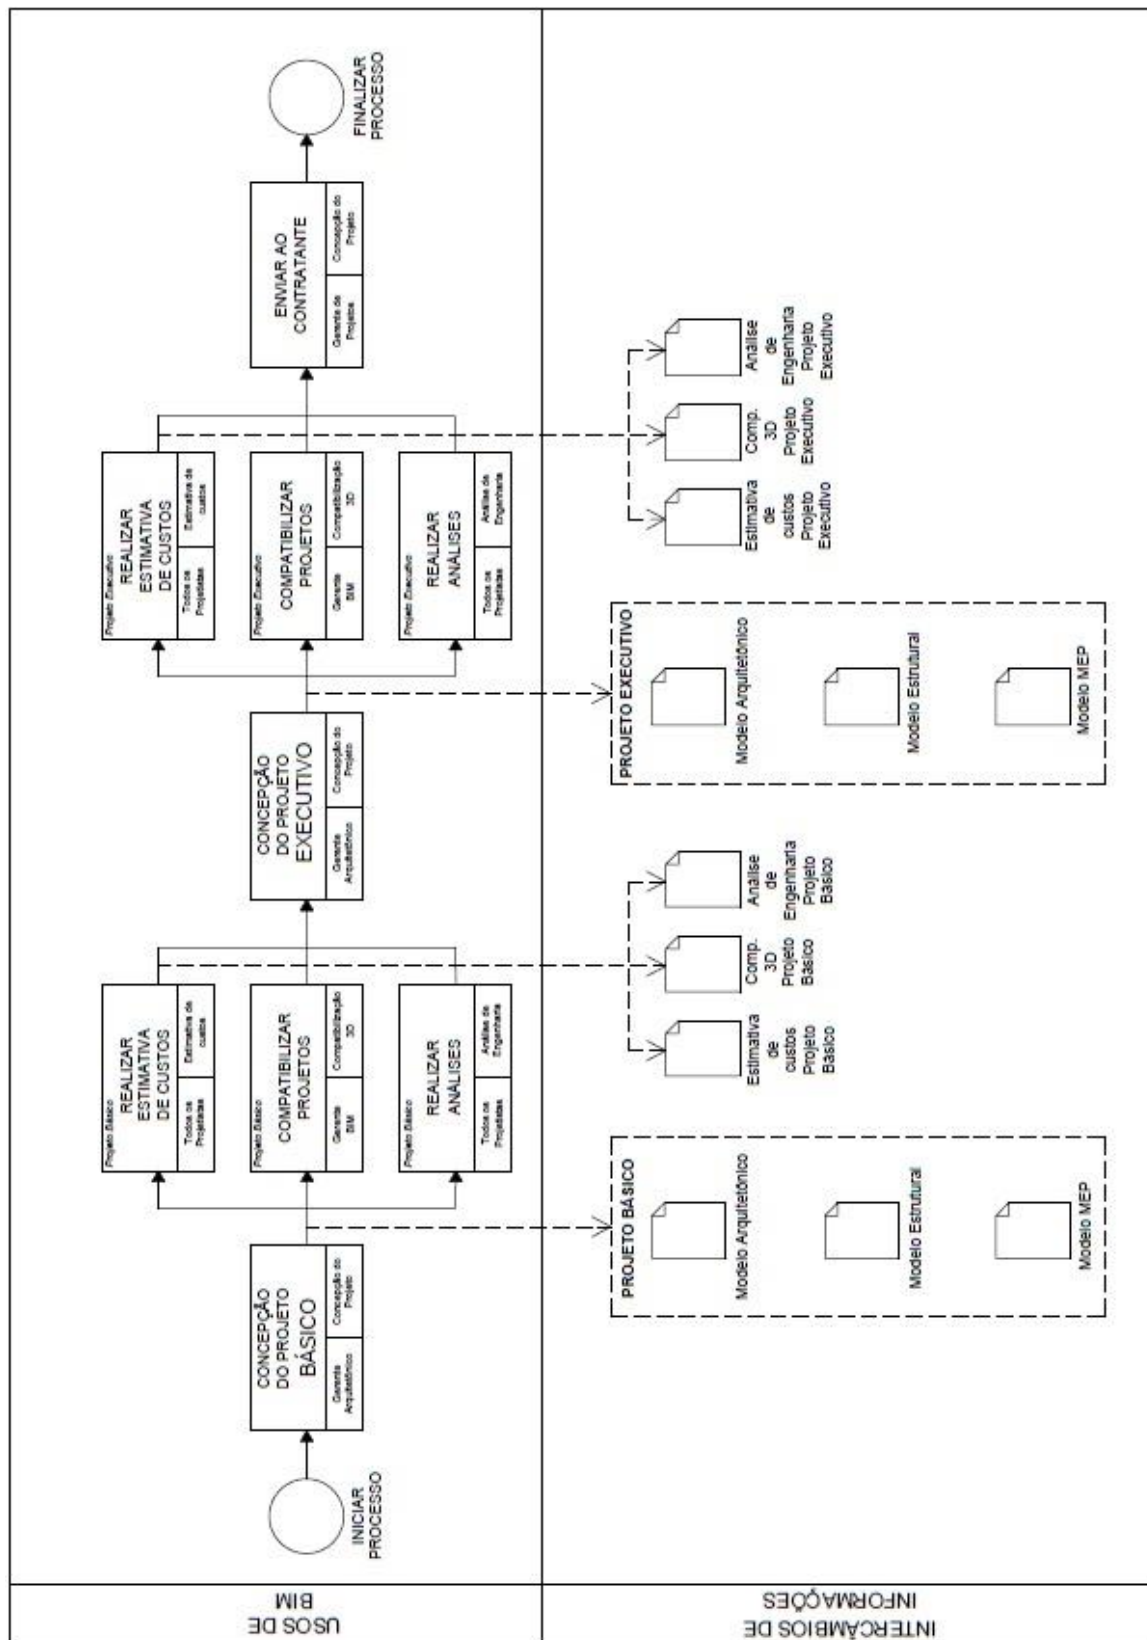 USOS DE
BIM
INICIAR
PROCESSO
CONCEPÇÃO
DO PROJETO
BÁSICO
Gerente
Arquitetônico
Concepção do
Projeto
Projeto Básico
REALIZAR
ESTIMATIVA
DE CUSTOS
Todos os
Projetistas
Estimativa de
custos
Projeto Básico
COMPATIBILIZAR
PROJETOS
Gerente
BIM
Compatibilização
3D
Projeto Básico
REALIZAR
ANÁLISES
Todos os
Projetistas
Análise de
Engenharia
CONCEPÇÃO
DO PROJETO
EXECUTIVO
Gerente
Arquitetônico
Concepção do
Projeto
Projeto Executivo
REALIZAR
ESTIMATIVA
DE CUSTOS
Todos os
Projetistas
Estimativa de
custos
Projeto Executivo
COMPATIBILIZAR
PROJETOS
Gerente
BIM
Compatibilização
3D
Projeto Executivo
REALIZAR
ANÁLISES
Todos os
Projetistas
Análise de
Engenharia
ENVIAR AO
CONTRATANTE
Gerente de
Projetos
Concepção do
Projeto
FINALIZAR
PROCESSO
INTERCÂMBIOS DE
INFORMAÇÕES
PROJETO BÁSICO
Modelo Arquitetônico
Modelo Estrutural
Modelo MEP
Estimativa
de
custos
Projeto
Básico
Comp.
3D
Projeto
Básico
Análise
de
Engenharia
Projeto
Básico
PROJETO EXECUTIVO
Modelo Arquitetônico
Modelo Estrutural
Modelo MEP
Estimativa
de
custos
Projeto
Executivo
Comp.
3D
Projeto
Executivo
Análise
de
Engenharia
Projeto
Executivo